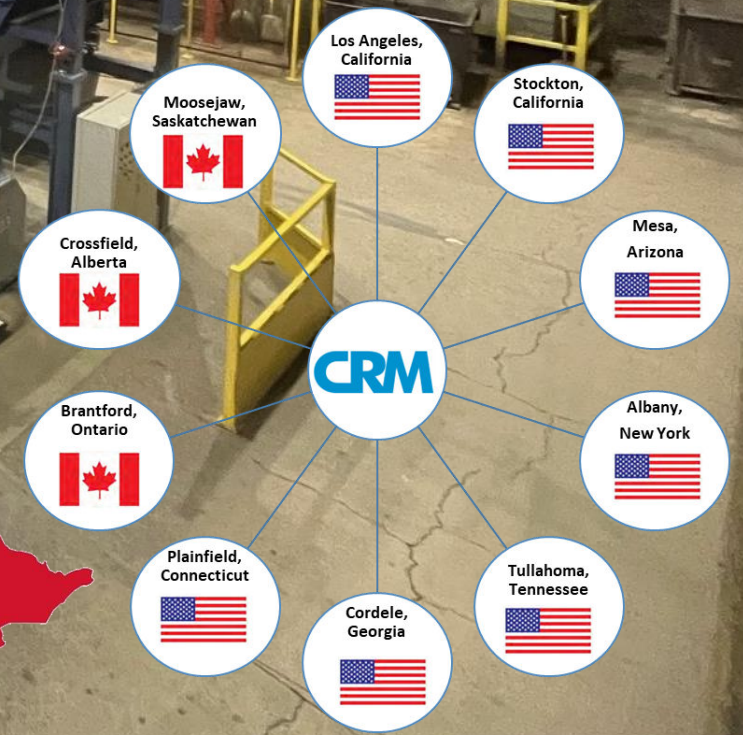 Los Angeles,
California
Stockton,
California
Mesa,
Arizona
Albany,
New York
Tullahoma,
Tennessee
Cordele,
Georgia
Plainfield,
Connecticut
Brantford,
Ontario
Crossfield,
Alberta
Moosejaw,
Saskatchewan
CRM